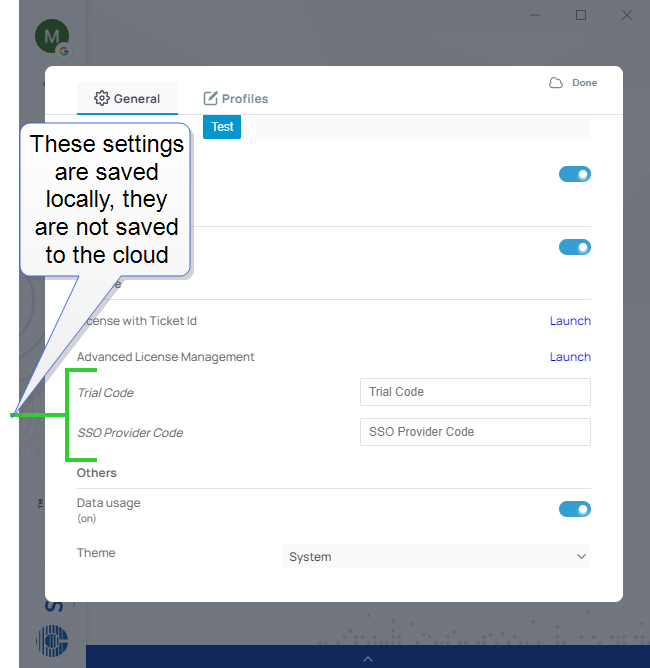 M
G
Done
General
Profiles
Test
These settings
are saved
locally, they
are not saved
to the cloud
with Ticket Id
Launch
Advanced License Management
Launch
Trial Code
Trial Code
SSO Provider Code
SSO Provider Code
Others
Data usage
(on)
Theme
System
TM
S